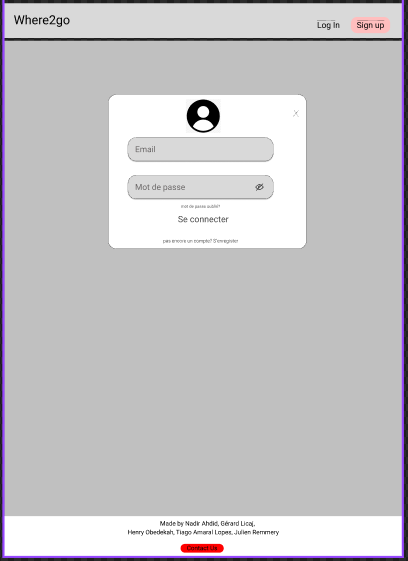 Where2go
Log In
Sign up
X
Email
Mot de passe
mot de passe oublié?
Se connecter
pas encore un compte? S'enregister
Made by Nadir Ahdid, Gérard Licaj,
Henry Obedekah, Tiago Amaral Lopes, Julien Remmery
Contact Us